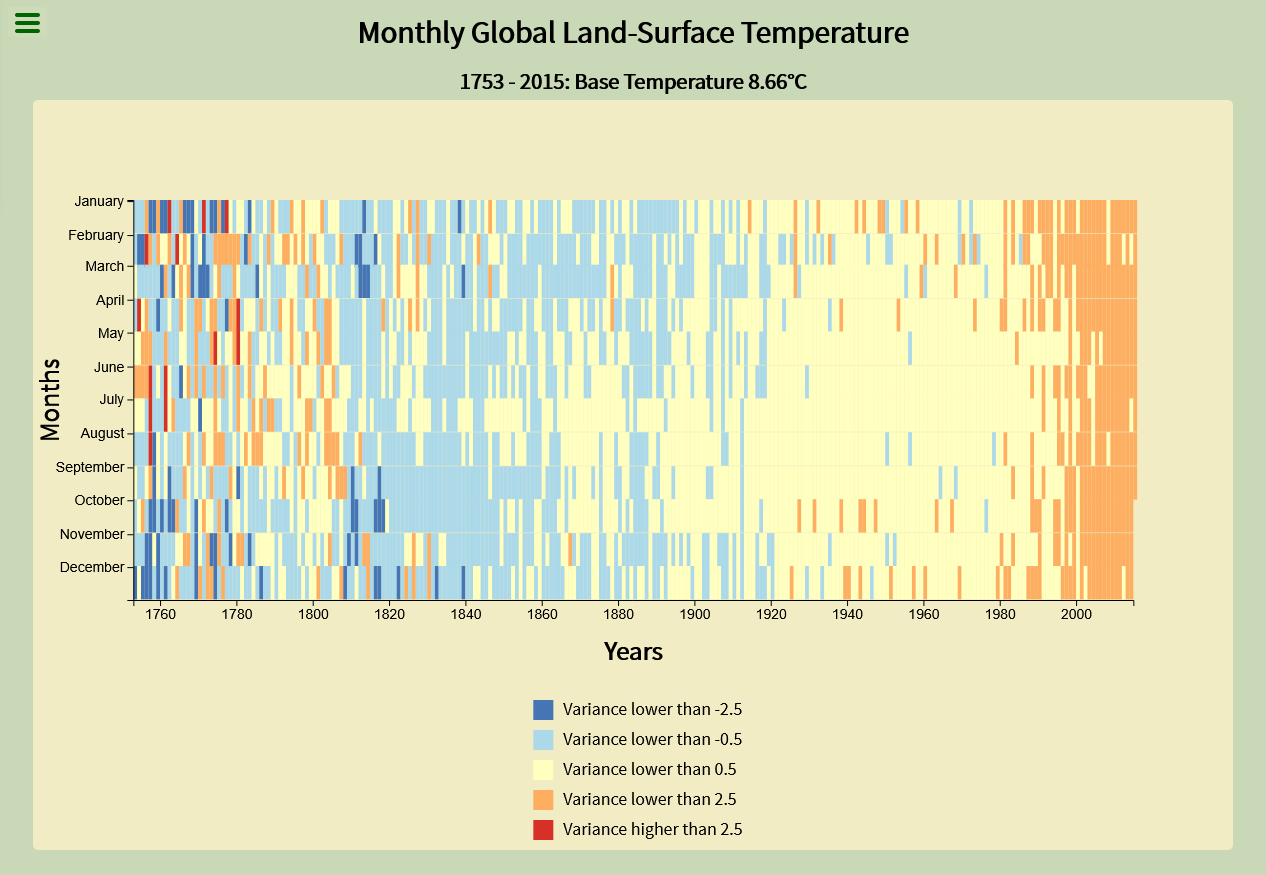 Monthly Global Land-Surface Temperature
1753 - 2015: Base Temperature 8.66°C
January
February
March
April
May
June
July
August
September
October
November
December
Months
1760 1780 1800 1820 1840 1860 1880 1900 1920 1940 1960 1980 2000
Years
Variance lower than -2.5
Variance lower than -0.5
Variance lower than 0.5
Variance lower than 2.5
Variance higher than 2.5